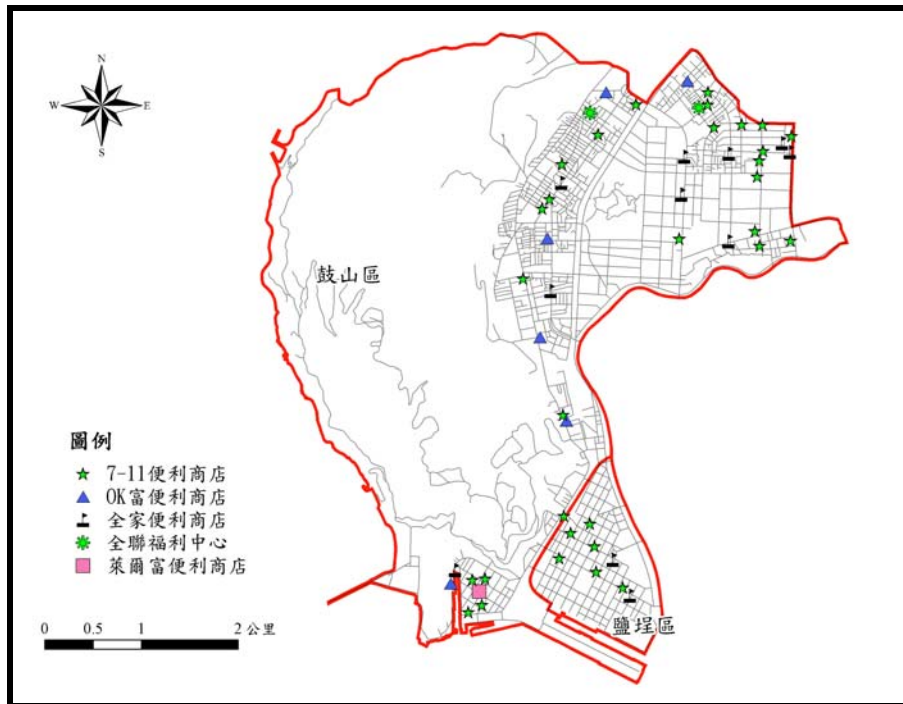 N
W E
S
鼓山區
圖例
7-11便利商店
OK富便利商店
全家便利商店
全聯福利中心
萊爾富便利商店
0 0.5 1 2 公里
鹽埕區